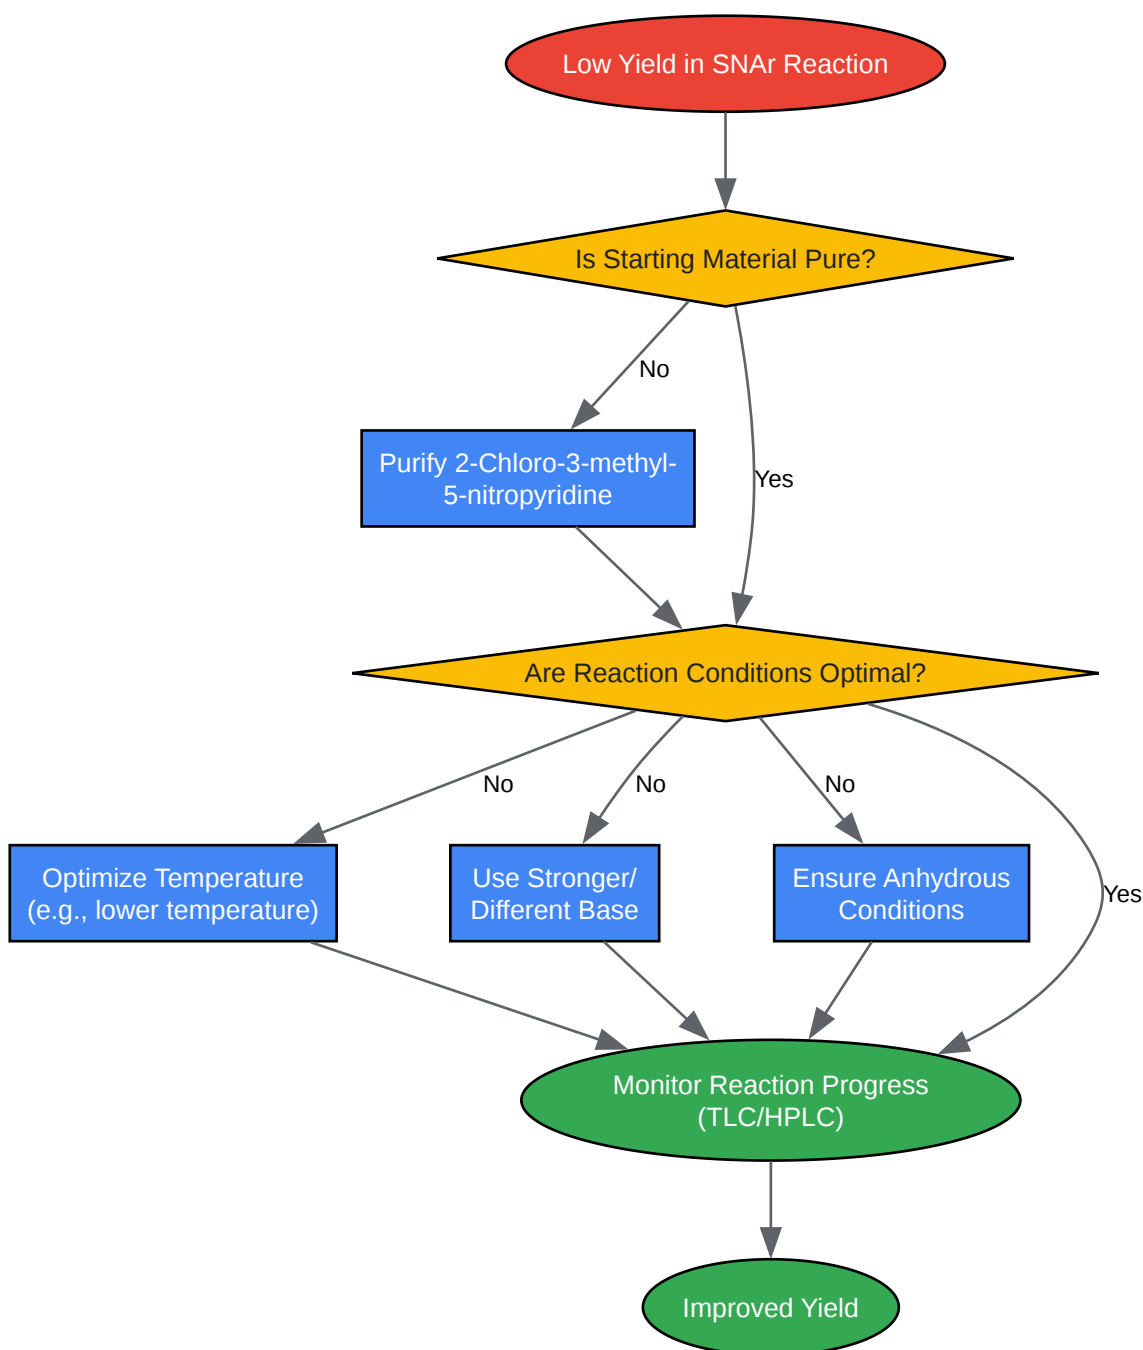 Low Yield in SNAr Reaction
Is Starting Material Pure?
No
Purify 2-Chloro-3-methyl-
5-nitropyridine
Yes
Are Reaction Conditions Optimal?
No
No
No
Optimize Temperature
(e.g., lower temperature)
Use Stronger/
Different Base
Ensure Anhydrous
Conditions
Yes
Monitor Reaction Progress
(TLC/HPLC)
Improved Yield